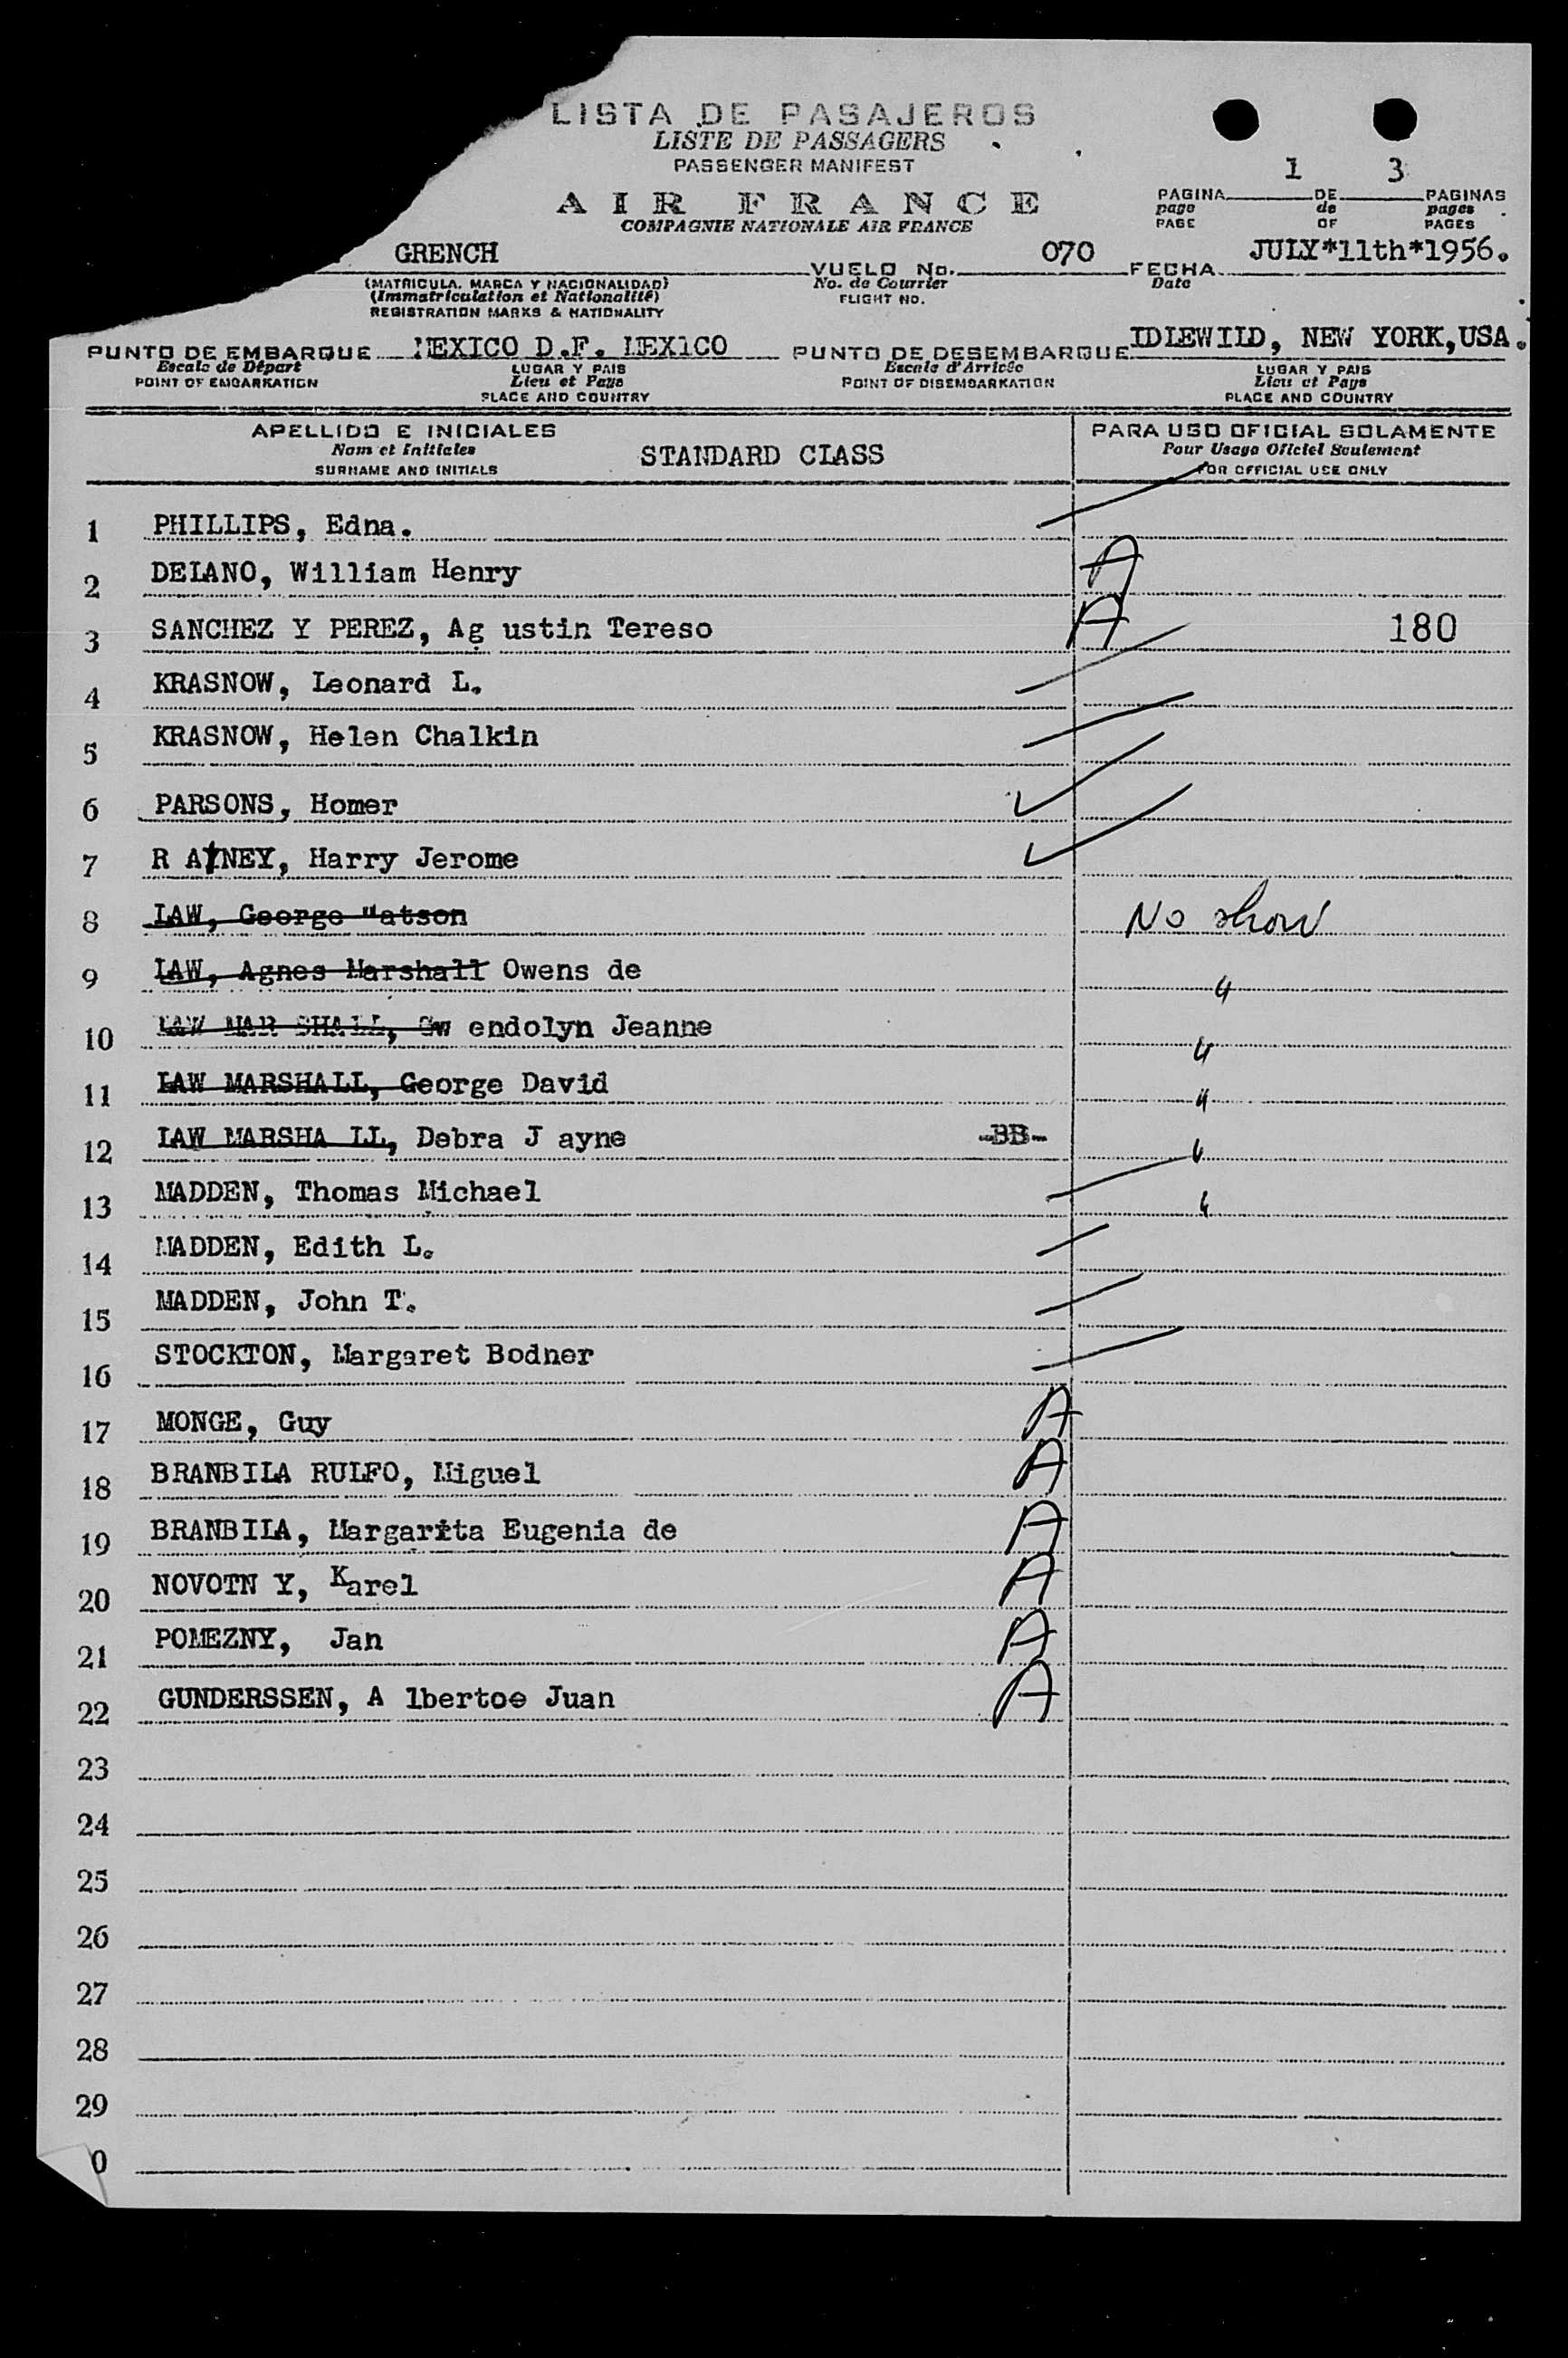 LISTA DE PASAJEROS
LISTE DE PASSAGERS
PASSENGER MANIFEST
AIR FRANCE
COMPAGNIE NATIONALE AIR FRANCE
PAGINA 1 DE 3 PAGINAS
page de pages
PAGE OF PAGES
GRENCH VUELO No. 070 FECHA JULY*11th*1956.
(MATRICULA, MARCA Y NACIONALIDAD) No. de Courrier Date
(Immatriculation et Nationalité) FLIGHT NO.
REGISTRATION MARKS & NATIONALITY
PUNTO DE EMBARQUE MEXICO D.F. MEXICO PUNTO DE DESEMBARQUE IDLEWILD, NEW YORK,USA.
Escale de Départ LUGAR Y PAIS Escale d'Arrivée LUGAR Y PAIS
POINT OF EMBARKATION Lieu et Pays POINT OF DISEMBARKATION Lieu et Pays
PLACE AND COUNTRY PLACE AND COUNTRY
APELLIDO E INICIALES PARA USO OFICIAL SOLAMENTE
Nom et Initiales STANDARD CLASS Pour Usage Oficiel Seulement
SURNAME AND INITIALS FOR OFFICIAL USE ONLY
1 PHILLIPS, Edna.
2 DELANO, William Henry A
3 SANCHEZ Y PEREZ, Ag ustin Tereso A 180
4 KRASNOW, Leonard L.
5 KRASNOW, Helen Chalkin
6 PARSONS, Homer ✓
7 R AINEY, Harry Jerome ✓
8 LAW, George "atson No show
9 LAW, Agnes Marshall Owens de "
10 LAW MAR SHALL, Gw endolyn Jeanne "
11 LAW MARSHALL, George David "
12 LAW MARSHA LL, Debra J ayne -BB- "
13 MADDEN, Thomas Michael "
14 MADDEN, Edith L.
15 MADDEN, John T.
16 STOCKTON, Margaret Bodner
17 MONGE, Guy A
18 BRANBILA RULFO, Miguel A
19 BRANBILA, Margarita Eugenia de A
20 NOVOTN Y, Karel A
21 POMEZNY, Jan A
22 GUNDERSSEN, A lbertoe Juan A
23
24
25
26
27
28
29
0